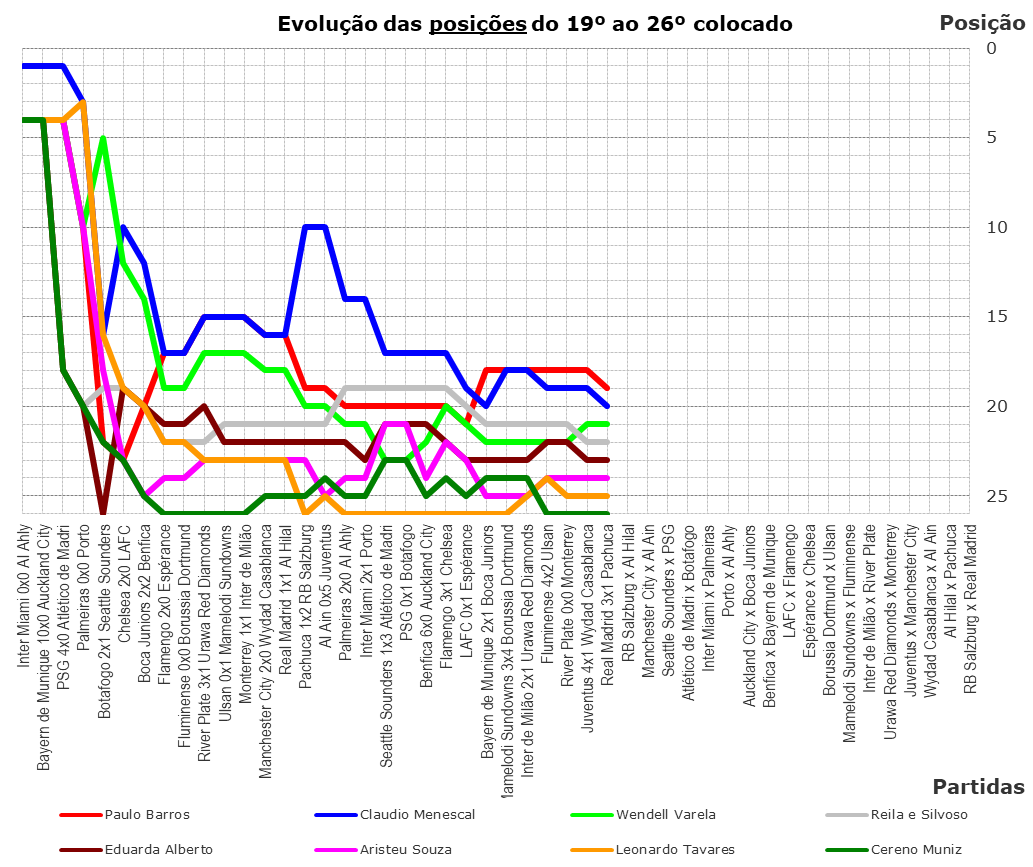 Evolução das posições do 19º ao 26º colocado
Posição
0
5
10
15
20
25
Inter Miami 0x0 Al Ahly
Bayern de Munique 10x0 Auckland City
PSG 4x0 Atlético de Madri
Palmeiras 0x0 Porto
Botafogo 2x1 Seattle Sounders
Chelsea 2x0 LAFC
Boca Juniors 2x2 Benfica
Flamengo 2x0 Espérance
Fluminense 0x0 Borussia Dortmund
River Plate 3x1 Urawa Red Diamonds
Ulsan 0x1 Mamelodi Sundowns
Monterrey 1x1 Inter de Milão
Manchester City 2x0 Wydad Casablanca
Real Madrid 1x1 Al Hilal
Pachuca 1x2 RB Salzburg
Al Ain 0x5 Juventus
Palmeiras 2x0 Al Ahly
Inter Miami 2x1 Porto
Seattle Sounders 1x3 Atlético de Madri
PSG 0x1 Botafogo
Benfica 6x0 Auckland City
Flamengo 3x1 Chelsea
LAFC 0x1 Espérance
Bayern de Munique 2x1 Boca Juniors
Mamelodi Sundowns 3x4 Borussia Dortmund
Inter de Milão 2x1 Urawa Red Diamonds
Fluminense 4x2 Ulsan
River Plate 0x0 Monterrey
Juventus 4x1 Wydad Casablanca
Real Madrid 3x1 Pachuca
RB Salzburg x Al Hilal
Manchester City x Al Ain
Seattle Sounders x PSG
Atlético de Madri x Botafogo
Inter Miami x Palmeiras
Porto x Al Ahly
Auckland City x Boca Juniors
Benfica x Bayern de Munique
LAFC x Flamengo
Espérance x Chelsea
Borussia Dortmund x Ulsan
Mamelodi Sundowns x Fluminense
Inter de Milão x River Plate
Urawa Red Diamonds x Monterrey
Juventus x Manchester City
Wydad Casablanca x Al Ain
Al Hilal x Pachuca
RB Salzburg x Real Madrid
Partidas
Paulo Barros
Claudio Menescal
Wendell Varela
Reila e Silvoso
Eduarda Alberto
Aristeu Souza
Leonardo Tavares
Cereno Muniz